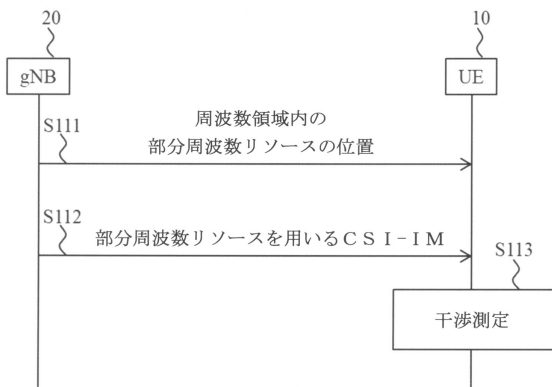 20
10
gNB
UE
S111
周波数領域内の
部分周波数リソースの位置
S112
部分周波数リソースを用いるＣＳＩ−ＩＭ
S113
干渉測定